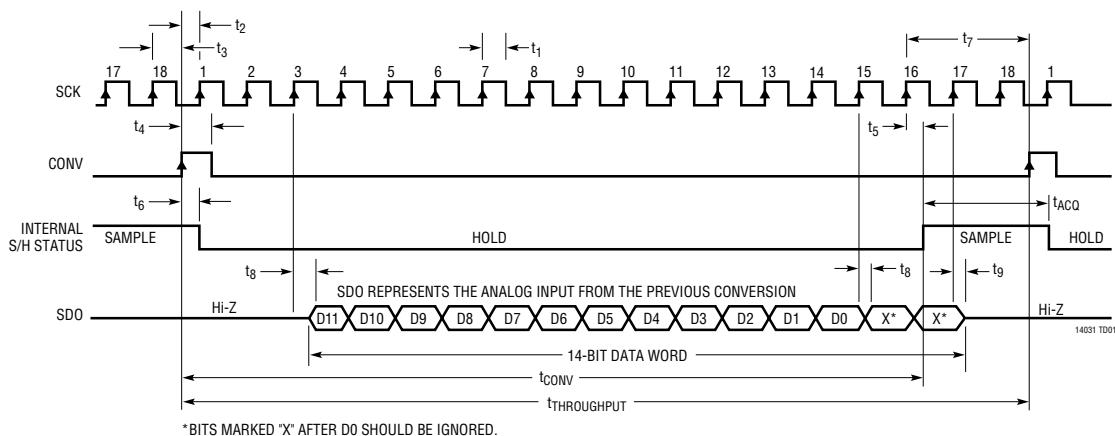 t2
t3
t1
t7
17 18 1 2 3 4 5 6 7 8 9 10 11 12 13 14 15 16 17 18 1
SCK
t4
t5
CONV
t6
tACQ
INTERNAL
S/H STATUS
SAMPLE HOLD SAMPLE HOLD
t8 t8 t9
SDO REPRESENTS THE ANALOG INPUT FROM THE PREVIOUS CONVERSION
SDO Hi-Z D11 D10 D9 D8 D7 D6 D5 D4 D3 D2 D1 D0 X* X* Hi-Z
14031 TD01
14-BIT DATA WORD
tCONV
tTHROUGHPUT
*BITS MARKED "X" AFTER D0 SHOULD BE IGNORED.